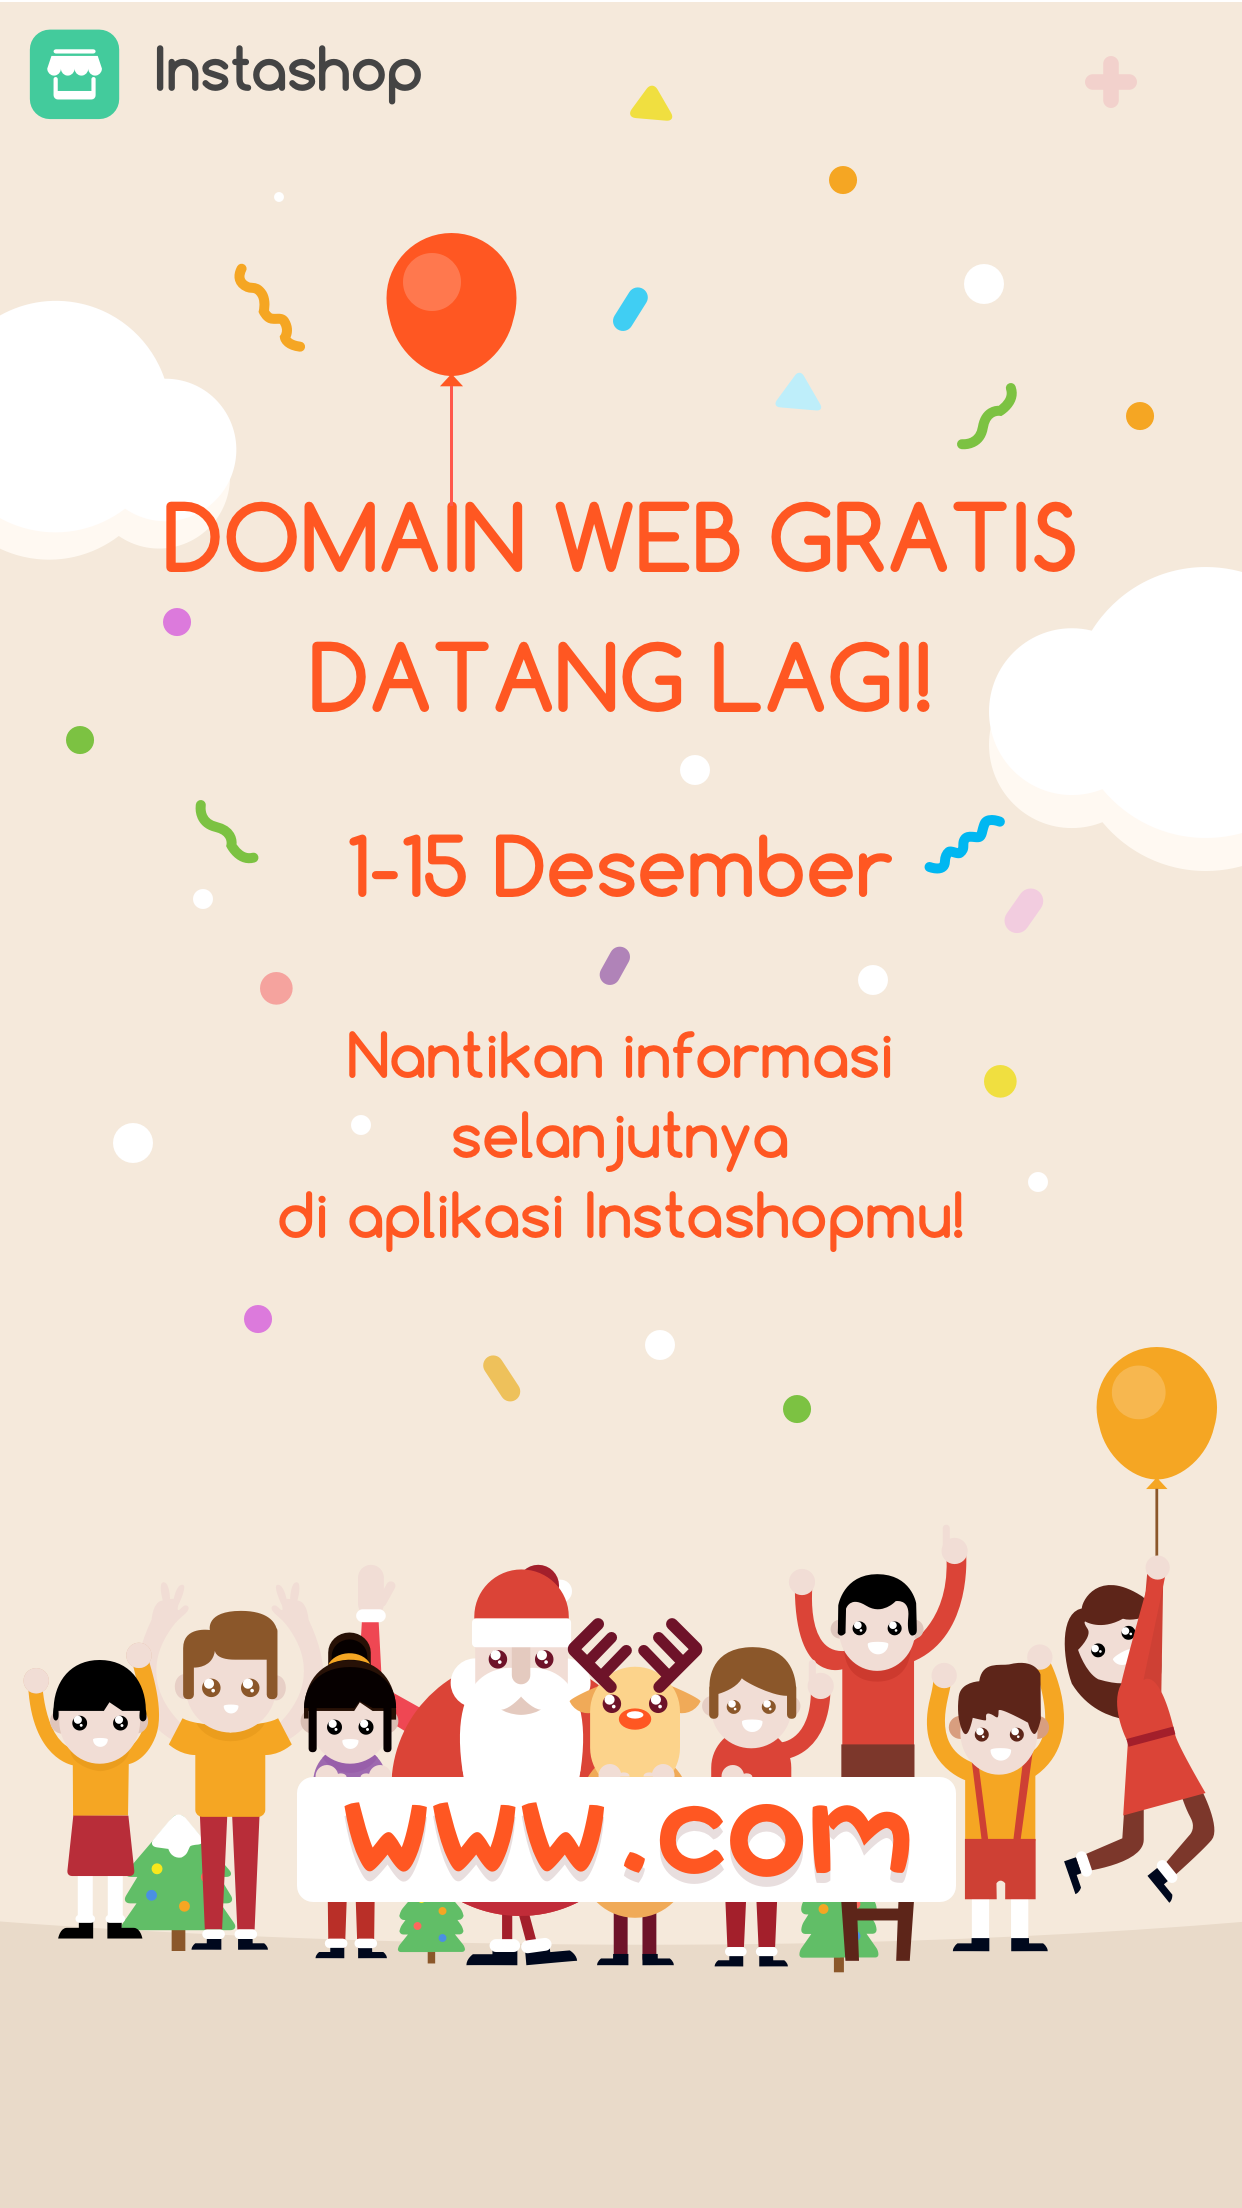 Instashop
DOMAIN WEB GRATIS
DATANG LAGI!!
1-15 Desember
Nantikan informasi
selanjutnya
di aplikasi Instashopmu!
www.com